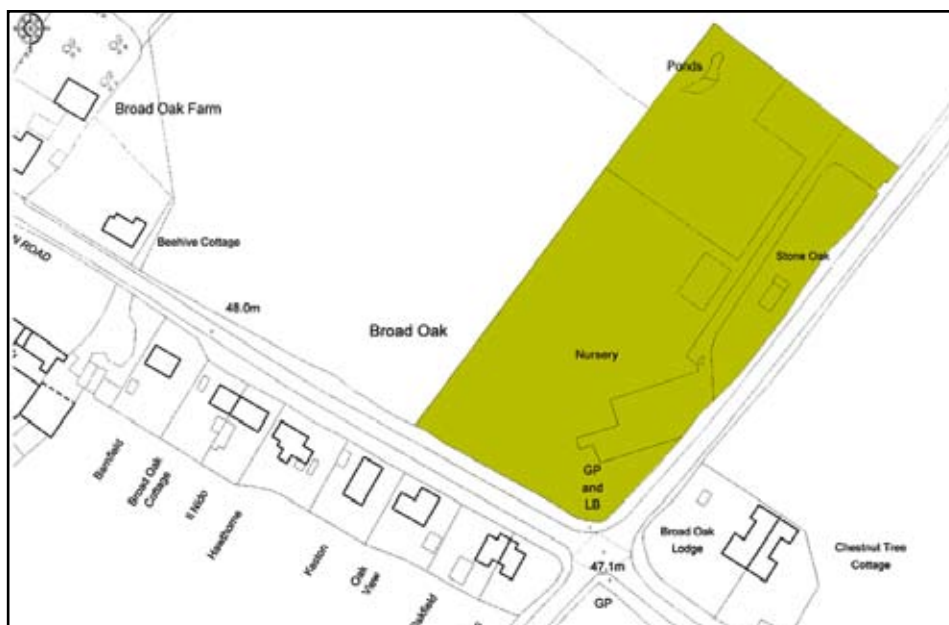 Ponds
Broad Oak Farm
Beehive Cottage
N ROAD
Stone Oak
48.0m
Broad Oak
Nursery
GP
and
LB
Barnfield
Broad Oak
Cottage
Il Nido
Hawthorne
Keston
Oak
View
Oakfield
Broad Oak
Lodge
Chestnut Tree
Cottage
47.1m
GP